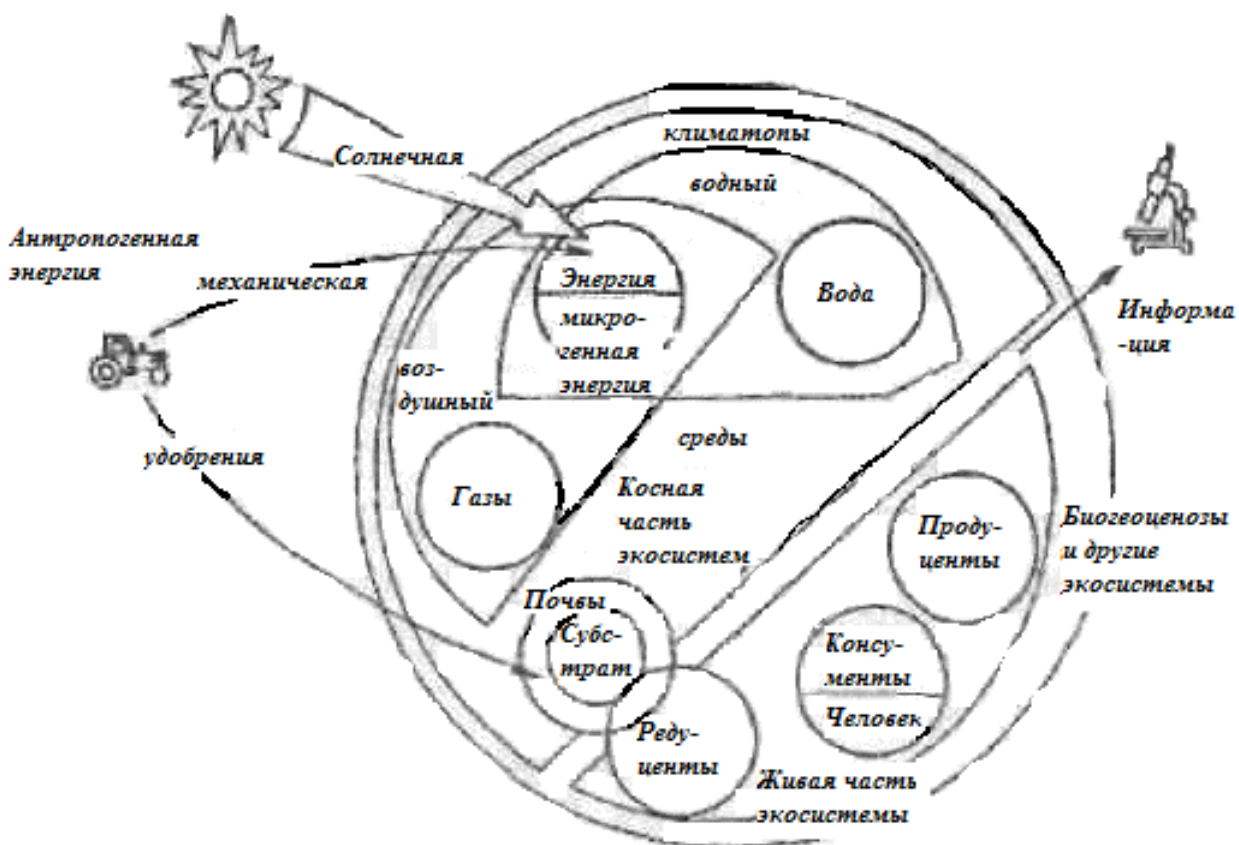 климатопы
Солнечная
водный
Антропогенная
энергия
механическая
Энергия
микро-
генная
энергия
Вода
Информа
-ция
воз-
душный
удобрения
среды
Газы
Косная
часть
экосистем
Проду-
центы
Биогеоценозы
и другие
экосистемы
Почвы
Субс-
трат
Консу-
менты
Человек
Реду-
центы
Живая часть
экосистемы